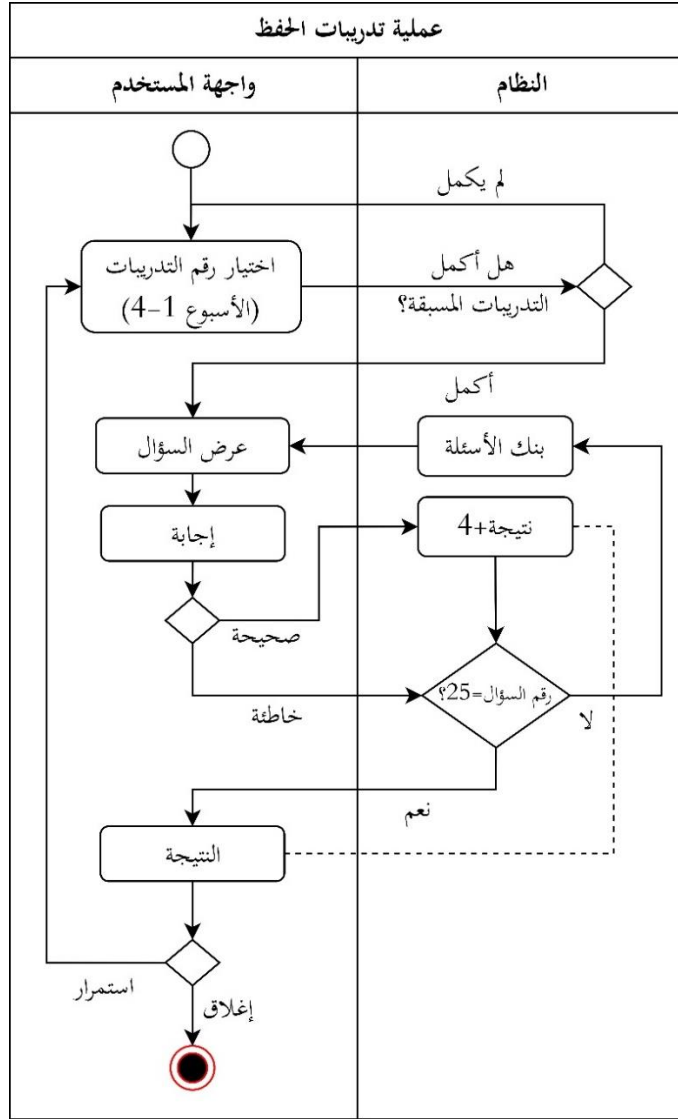 عملية تدريبات الحفظ
واجهة المستخدم
النظام
لم يكمل
اختيار رقم التدريبات
(الأسبوع 1-4)
هل أكمل
التدريبات المسبقة؟
أكمل
عرض السؤال
بنك الأسئلة
إجابة
نتيجة+4
صحيحة
خاطئة
رقم السؤال=25؟
لا
نعم
النتيجة
استمرار
إغلاق